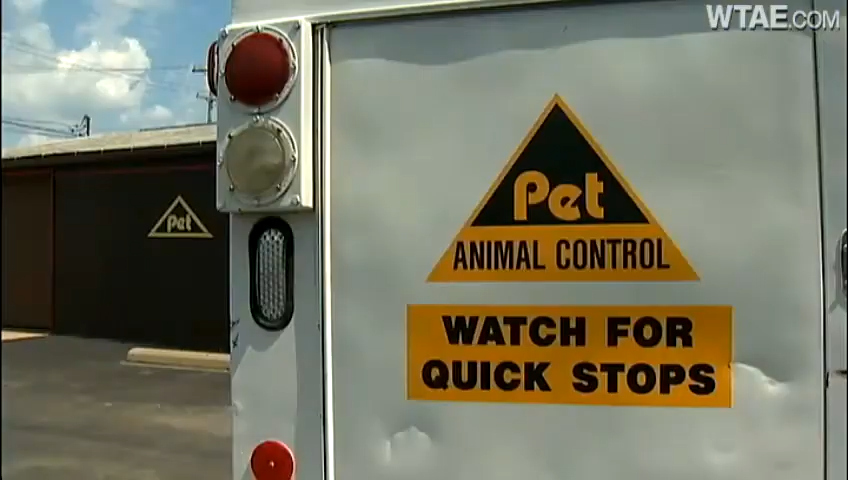 WTAE.COM
Pet
ANIMAL CONTROL
WATCH FOR
QUICK STOPS
Pet